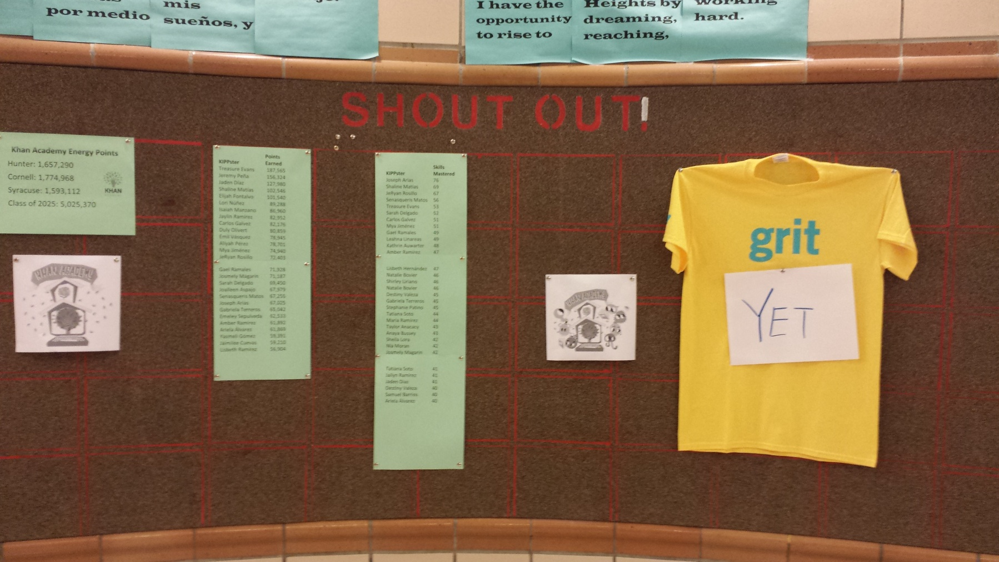 por medio
mis
sueños, y
I have the
opportunity
to rise to
Heights by
dreaming,
reaching,
working
hard.
SHOUT OUT!
Khan Academy Energy Points
Hunter: 1,657,290
Cornell: 1,774,968
Syracuse: 1,593,112
Class of 2025: 5,025,370
KHAN
KHAN ACADEMY
KIPPster Points Earned
Treasure Evans 187,565
Jeremy Peña 156,324
Jaden Díaz 127,980
Shaline Matías 102,546
Elijah Fontalvo 101,540
Lori Núñez 89,288
Isaiah Manzano 86,960
Jaylin Ramírez 82,952
Carlos Galvez 82,176
Duly Olivert 80,859
Emil Vásquez 78,945
Aliyah Pérez 78,701
Mya Jiménez 74,940
JeRyan Rosillo 72,403
Gael Ramales 71,928
Josmely Magarin 71,187
Sarah Delgado 69,450
Joalleen Aspajo 67,979
Senasqueris Matos 67,255
Joseph Arias 67,025
Gabriela Terreros 65,042
Emeley Sepulveda 62,533
Amber Ramirez 61,892
Ariela Álvarez 61,869
Yasmeli Gómez 59,391
Jaimilee Cuevas 59,210
Lisbeth Ramírez 56,904
KIPPster Skills Mastered
Joseph Arias 76
Shaline Matías 69
JeRyan Rosillo 67
Senasqueris Matos 56
Treasure Evans 53
Sarah Delgado 52
Carlos Galvez 51
Mya Jiménez 51
Gael Ramales 49
Leahna Linareas 49
Kathrin Auwarter 48
Amber Ramirez 47
Lisbeth Hernández 47
Natalie Bovier 46
Shirley Liriano 46
Natalie Bovier 46
Destiny Valeza 45
Gabriela Terreros 45
Stephanie Patino 45
Tatiana Soto 44
Maria Ramirez 44
Taylor Anacacy 43
Anaya Bussey 43
Sheila Lora 42
Nia Moran 42
Josmely Magarin 42
Tatiana Soto 41
Jailyn Ramírez 41
Jaden Diaz 41
Destiny Valeza 40
Samuel Barrios 40
Ariela Álvarez 40
KHAN ACADEMY
grit
YET